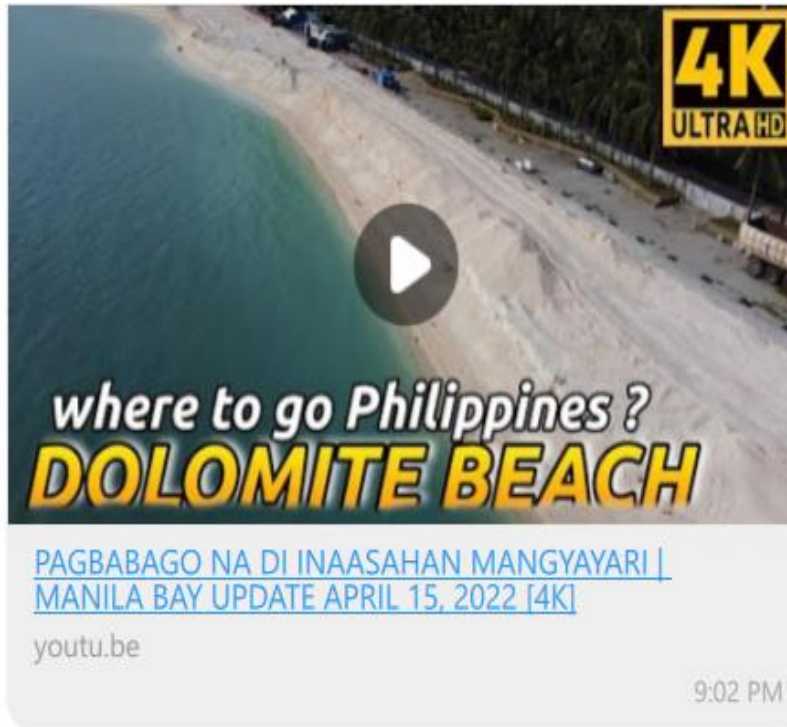 4K
ULTRA HD
where to go Philippines ?
DOLOMITE BEACH
PAGBABAGO NA DI INAASAHAN MANGYAYARI |
MANILA BAY UPDATE APRIL 15, 2022 [4K]
youtu.be
9:02 PM